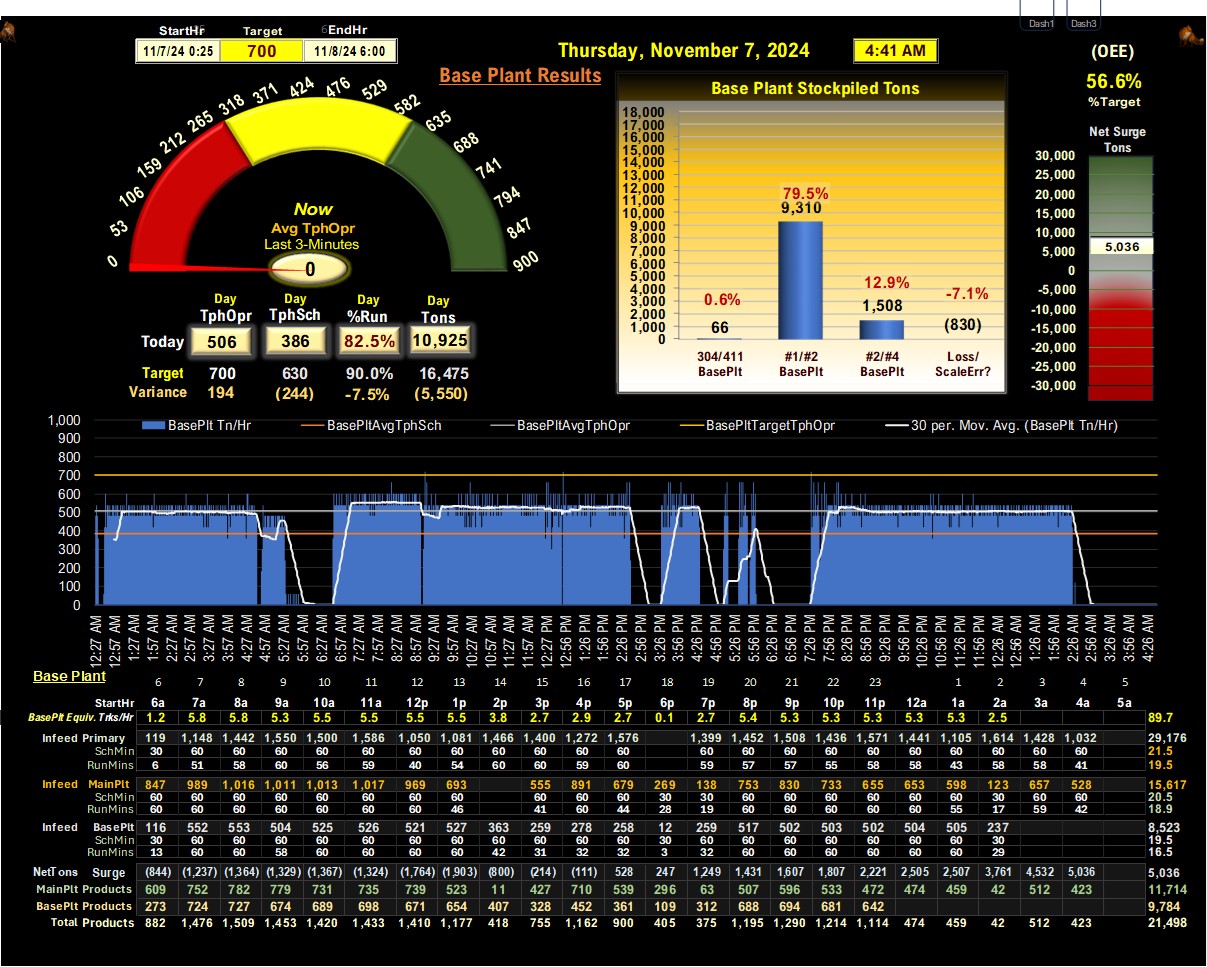 Dash1 Dash3
StartHr Target EndHr
11/7/24 0:25 700 11/8/24 6:00
Thursday, November 7, 2024 4:41 AM
(OEE)
56.6%
%Target
Base Plant Results
Base Plant Stockpiled Tons
Net Surge
Tons
0 53 106 159 212 265 318 371 424 476 529 582 635 688 741 794 847 900
Now
Avg TphOpr
Last 3-Minutes
0
Day Day Day Day
TphOpr TphSch %Run Tons
Today 506 386 82.5% 10,925
Target 700 630 90.0% 16,475
Variance 194 (244) -7.5% (5,550)
18,000
17,000
16,000
15,000
14,000
13,000
12,000
11,000
10,000
9,000
8,000
7,000
6,000
5,000
4,000
3,000
2,000
1,000
0
0.6% 79.5% 12.9% -7.1%
66 9,310 1,508 (830)
304/411 #1/#2 #2/#4 Loss/
BasePlt BasePlt BasePlt ScaleErr?
30,000
25,000
20,000
15,000
10,000
5,000
0
-5,000
-10,000
-15,000
-20,000
-25,000
-30,000
5,036
BasePlt Tn/Hr BasePltAvgTphSch BasePltAvgTphOpr BasePltTargetTphOpr 30 per. Mov. Avg. (BasePlt Tn/Hr)
1,000
900
800
700
600
500
400
300
200
100
0
12:27 AM 12:57 AM 1:27 AM 1:57 AM 2:27 AM 2:57 AM 3:27 AM 3:57 AM 4:27 AM 4:57 AM 5:27 AM 5:57 AM 6:27 AM 6:57 AM 7:27 AM 7:57 AM 8:27 AM 8:57 AM 9:27 AM 9:57 AM 10:27 AM 10:57 AM 11:27 AM 11:57 AM 12:27 PM 12:58 PM 1:26 PM 1:56 PM 2:26 PM 2:56 PM 3:26 PM 3:56 PM 4:26 PM 4:56 PM 5:26 PM 5:56 PM 6:26 PM 6:56 PM 7:26 PM 7:56 PM 8:26 PM 8:56 PM 9:26 PM 9:56 PM 10:56 PM 11:26 PM 11:56 PM 12:26 AM 12:56 AM 1:26 AM 1:56 AM 2:26 AM 2:56 AM 3:26 AM 3:56 AM 4:26 AM
Base Plant
6 7 8 9 10 11 12 13 14 15 16 17 18 19 20 21 22 23 1 2 3 4 5
StartHr 6a 7a 8a 9a 10a 11a 12p 1p 2p 3p 4p 5p 6p 7p 8p 9p 10p 11p 12a 1a 2a 3a 4a 5a
BasePlt Equiv. Trks/Hr 1.2 5.8 5.8 5.3 5.5 5.5 5.5 5.5 3.8 2.7 2.9 2.7 0.1 2.7 5.4 5.3 5.3 5.3 5.3 5.3 2.5 89.7
Infeed Primary 119 1,148 1,442 1,550 1,500 1,586 1,050 1,081 1,466 1,400 1,272 1,576 1,399 1,452 1,508 1,436 1,571 1,441 1,105 1,614 1,428 1,032 29,176
SchMin 30 60 60 60 60 60 60 60 60 60 60 60 60 60 60 60 60 60 60 60 60 60 21.5
RunMins 6 51 58 60 56 59 40 54 60 60 59 60 59 57 57 55 58 58 43 58 58 41 19.5
Infeed MainPlt 847 989 1,016 1,011 1,013 1,017 969 693 555 891 679 269 138 753 830 733 655 653 598 123 657 528 15,617
SchMin 60 60 60 60 60 60 60 60 60 60 60 30 30 60 60 60 60 60 60 30 60 60 20.5
RunMins 60 60 60 60 60 60 60 46 41 60 44 28 19 60 60 60 60 60 55 17 59 42 18.9
Infeed BasePlt 116 552 553 504 525 526 521 527 363 259 278 258 12 259 517 502 503 502 504 505 237 8,523
SchMin 30 60 60 60 60 60 60 60 60 60 60 60 30 60 60 60 60 60 60 60 30 19.5
RunMins 13 60 60 58 60 60 60 60 42 31 32 32 3 32 60 60 60 60 60 60 29 16.5
NetTons Surge (844) (1,237) (1,364) (1,329) (1,367) (1,324) (1,764) (1,903) (800) (214) (111) 528 247 1,249 1,431 1,607 1,807 2,221 2,505 2,507 3,761 4,532 5,036 5,036
MainPlt Products 609 752 782 779 731 735 739 523 11 427 710 539 296 63 507 596 533 472 474 459 42 512 423 11,714
BasePlt Products 273 724 727 674 689 698 671 654 407 328 452 361 109 312 688 694 681 642 9,784
Total Products 882 1,476 1,509 1,453 1,420 1,433 1,410 1,177 418 755 1,162 900 405 375 1,195 1,290 1,214 1,114 474 459 42 512 423 21,498